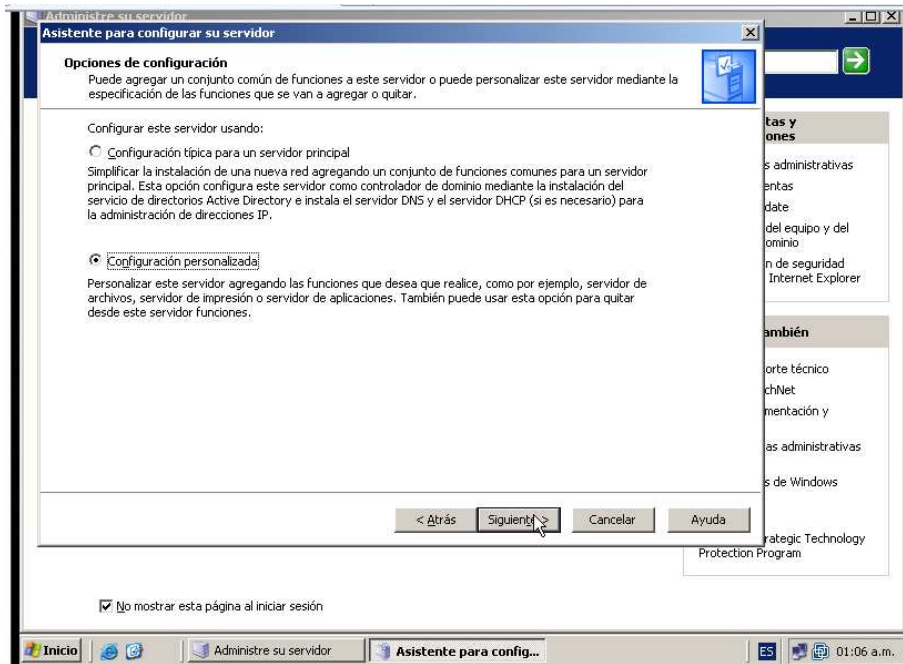 Administre su servidor
Asistente para configurar su servidor
Opciones de configuración
Puede agregar un conjunto común de funciones a este servidor o puede personalizar este servidor mediante la
especificación de las funciones que se van a agregar o quitar.
Configurar este servidor usando:
Configuración típica para un servidor principal
Simplificar la instalación de una nueva red agregando un conjunto de funciones comunes para un servidor
principal. Esta opción configura este servidor como controlador de dominio mediante la instalación del
servicio de directorios Active Directory e instala el servidor DNS y el servidor DHCP (si es necesario) para
la administración de direcciones IP.
Configuración personalizada
Personalizar este servidor agregando las funciones que desea que realice, como por ejemplo, servidor de
archivos, servidor de impresión o servidor de aplicaciones. También puede usar esta opción para quitar
desde este servidor funciones.
< Atrás
Siguiente >
Cancelar
Ayuda
tas y
ones
s administrativas
entas
date
del equipo y del
ominio
n de seguridad
Internet Explorer
ambién
orte técnico
chNet
mentación y
as administrativas
s de Windows
rategic Technology
Protection Program
No mostrar esta página al iniciar sesión
Inicio
Administre su servidor
Asistente para config...
ES
01:06 a.m.